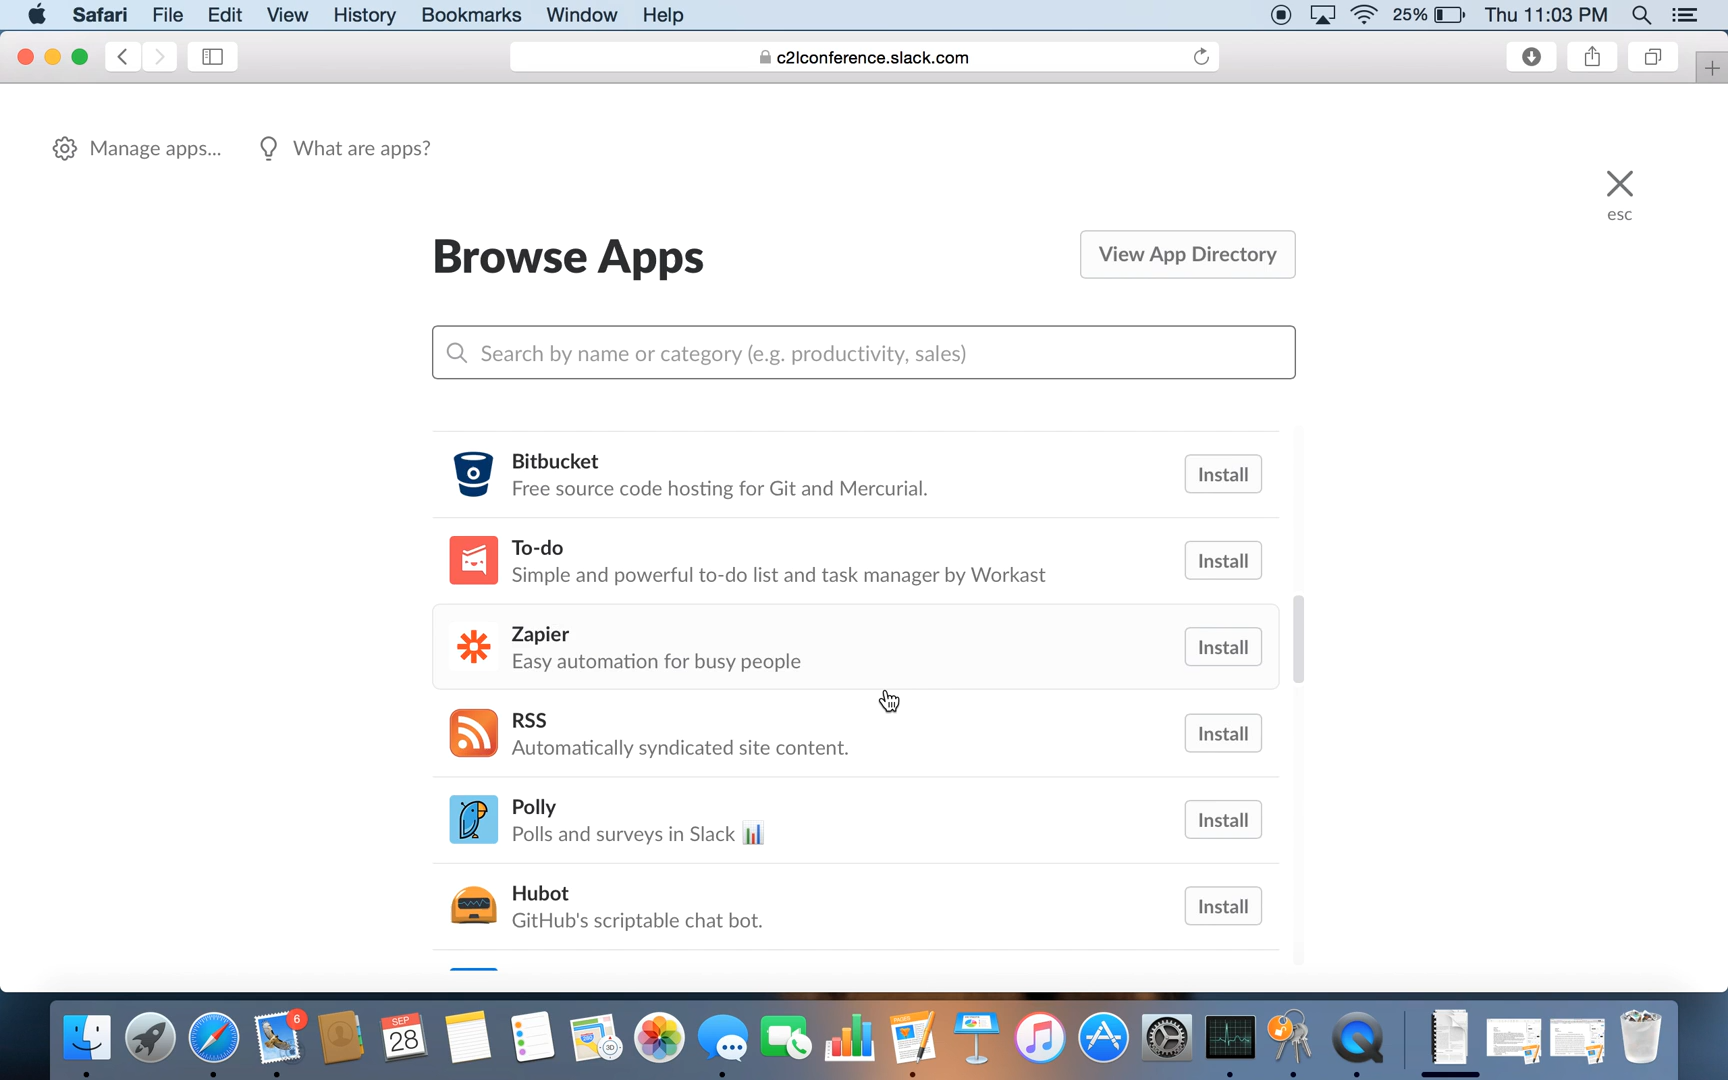 Safari File Edit View History Bookmarks Window Help 25% Thu 11:03 PM
c2lconference.slack.com
Manage apps... What are apps?
esc
Browse Apps
View App Directory
Search by name or category (e.g. productivity, sales)
Bitbucket
Free source code hosting for Git and Mercurial.
Install
To-do
Simple and powerful to-do list and task manager by Workast
Install
Zapier
Easy automation for busy people
Install
RSS
Automatically syndicated site content.
Install
Polly
Polls and surveys in Slack 📊
Install
Hubot
GitHub's scriptable chat bot.
Install
6
SEP
28
3D